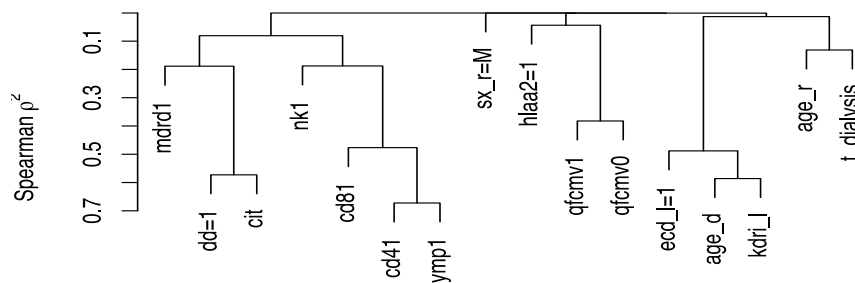 Spearman ρ²
0.1
0.3
0.5
0.7
mdrd1
dd=1
cit
nk1
cd81
cd41
ymp1
sx_r=M
hlaa2=1
qfcmv1
qfcmv0
ecd_l=1
age_d
kdri_l
age_r
t_dialysis